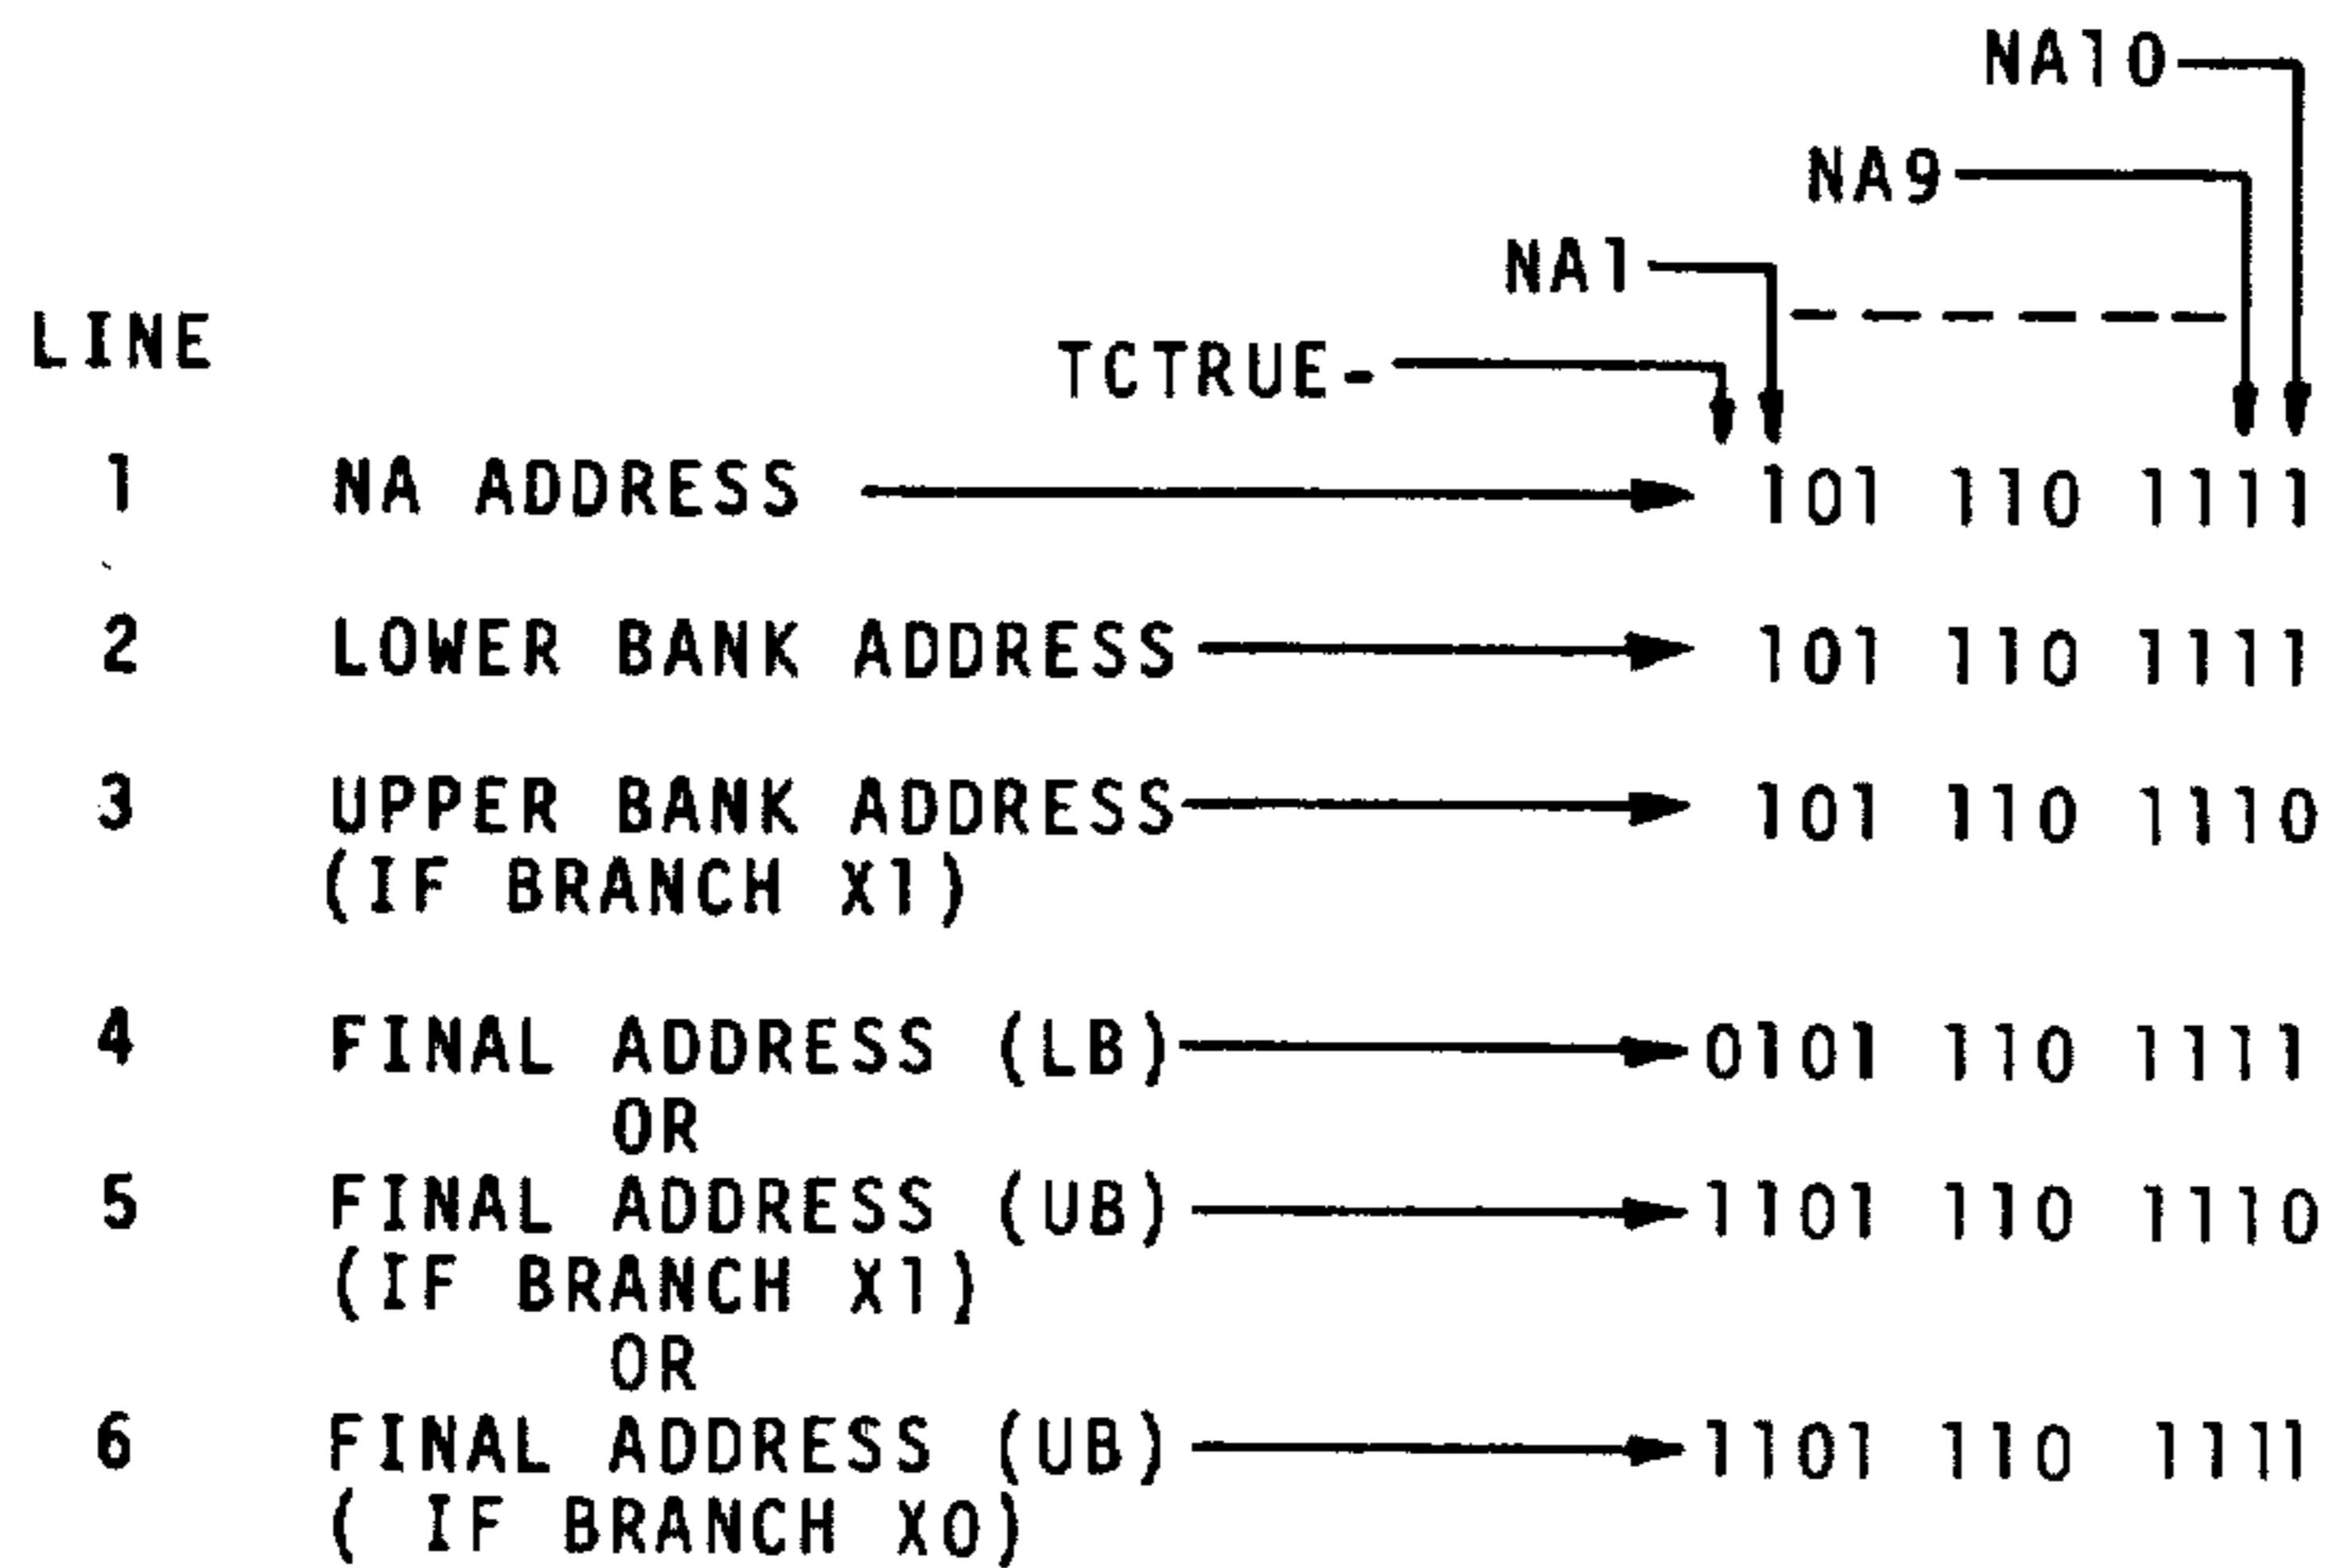 NA10
NA9
NA1
LINE
TCTRUE-
1 NA ADDRESS 101 110 1111
2 LOWER BANK ADDRESS 101 110 1111
3 UPPER BANK ADDRESS 101 110 1110
(IF BRANCH X1)
4 FINAL ADDRESS (LB) 0101 110 1111
OR
5 FINAL ADDRESS (UB) 1101 110 1110
(IF BRANCH X1)
OR
6 FINAL ADDRESS (UB) 1101 110 1111
( IF BRANCH X0)